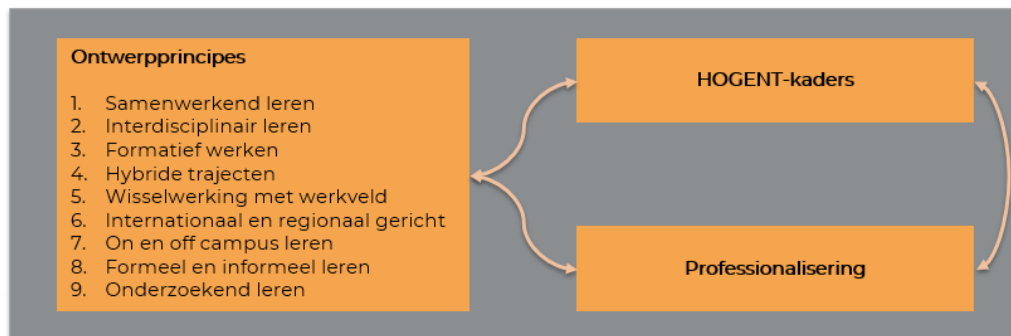 Ontwerpprincipes
1. Samenwerkend leren
2. Interdisciplinair leren
3. Formatief werken
4. Hybride trajecten
5. Wisselwerking met werkveld
6. Internationaal en regionaal gericht
7. On en off campus leren
8. Formeel en informeel leren
9. Onderzoekend leren
HOGENT-kaders
Professionalisering